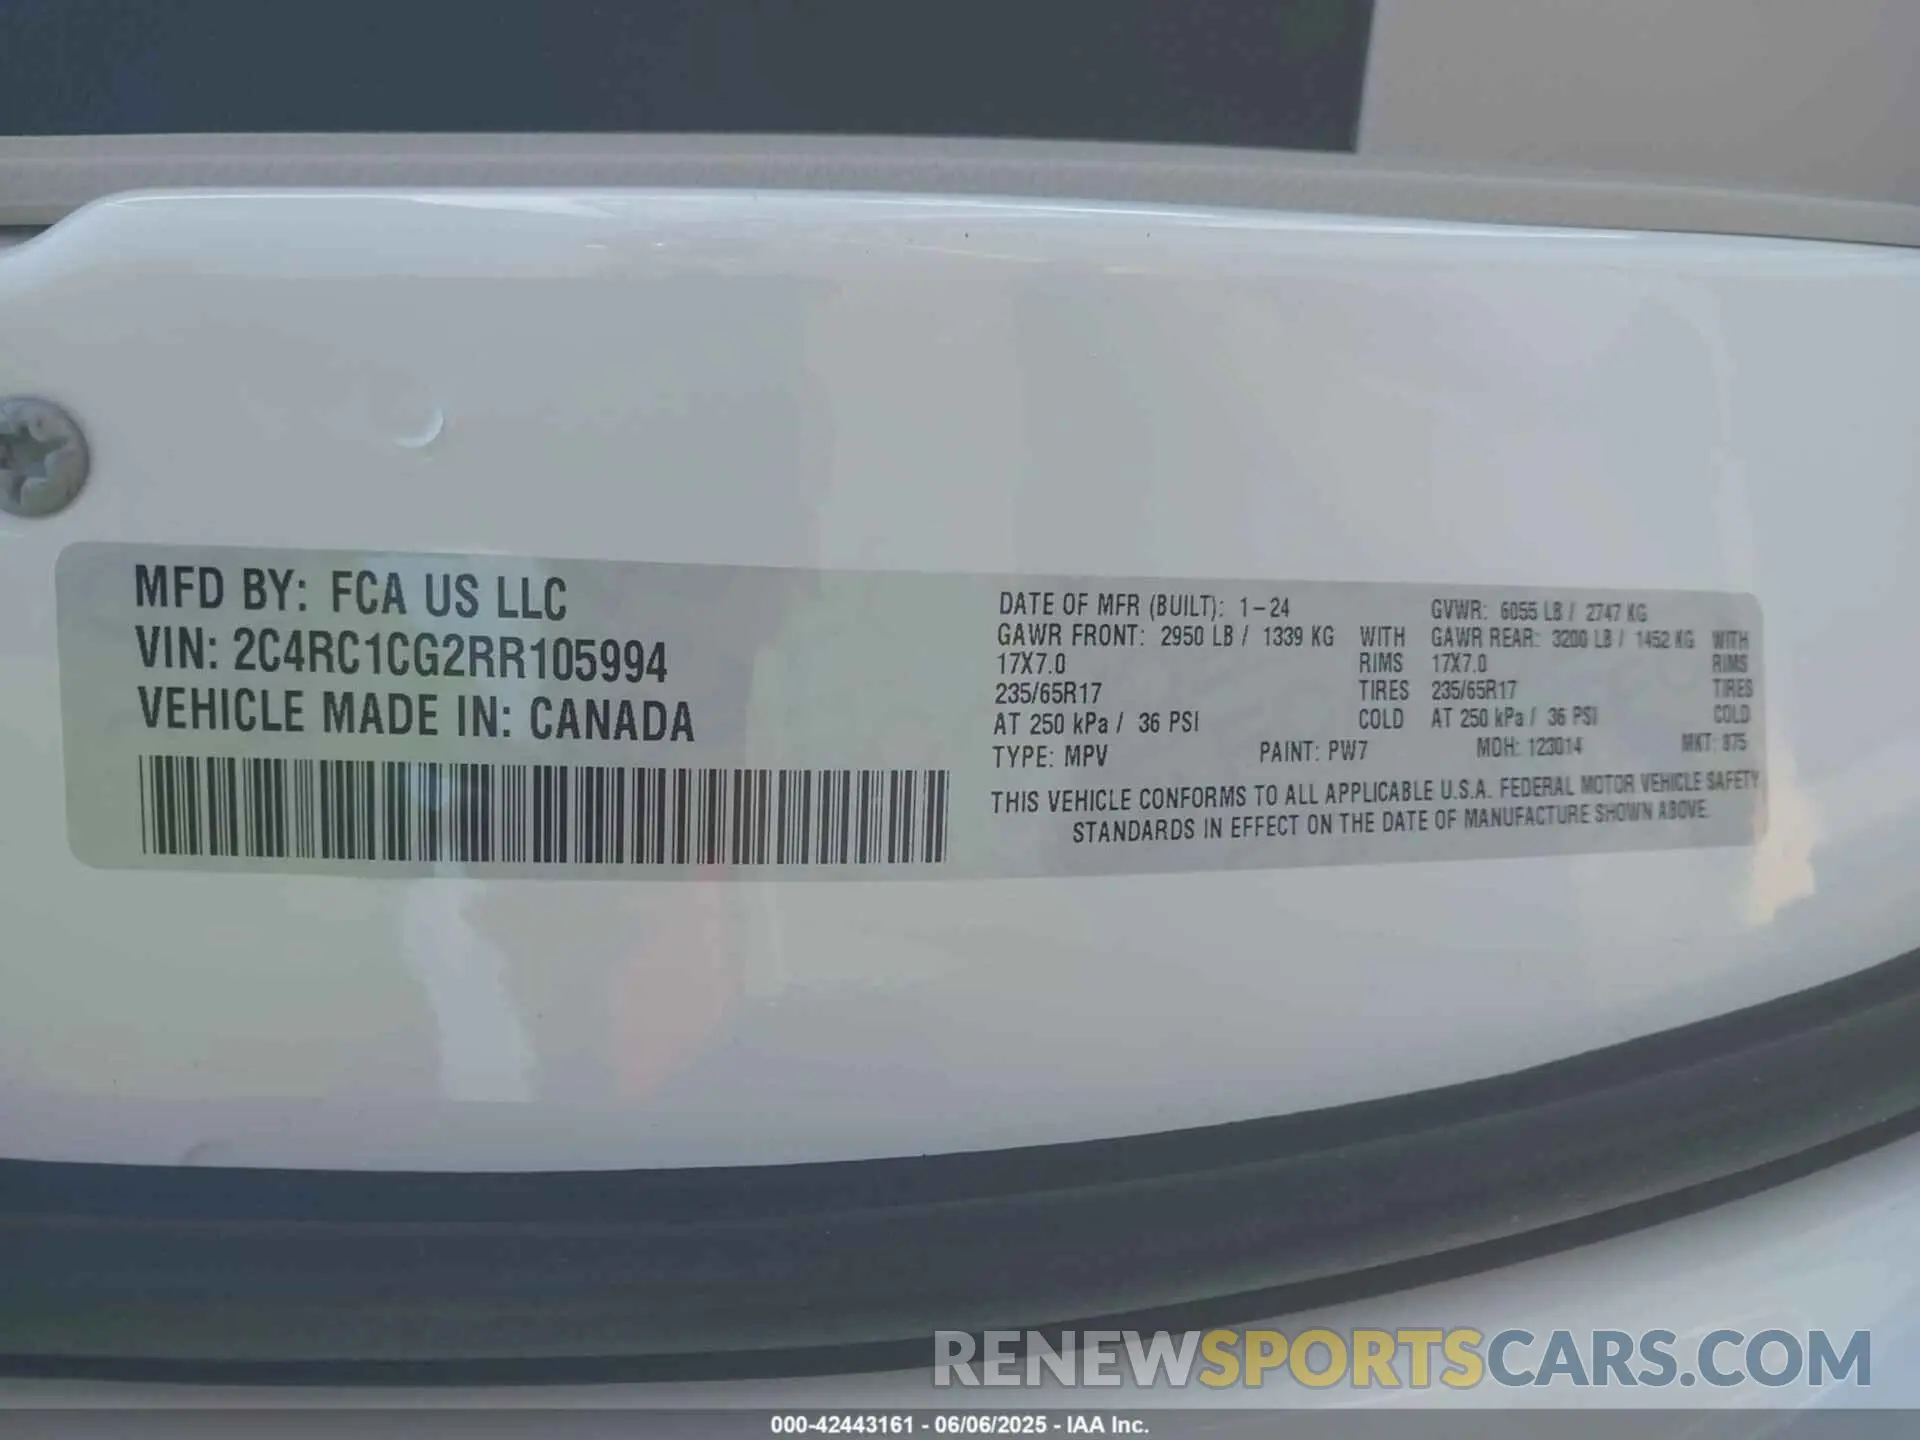 MFD BY: FCA US LLC
VIN: 2C4RC1CG2RR105994
VEHICLE MADE IN: CANADA
DATE OF MFR (BUILT): 1-24 GVWR: 6055 LB / 2747 KG
GAWR FRONT: 2950 LB / 1339 KG WITH GAWR REAR: 3200 LB / 1452 KG WITH
17X7.0 RIMS 17X7.0 RIMS
235/65R17 TIRES 235/65R17 TIRES
AT 250 kPa / 36 PSI COLD AT 250 kPa / 36 PSI COLD
TYPE: MPV PAINT: PW7 MDH: 123014 MKT:
THIS VEHICLE CONFORMS TO ALL APPLICABLE U.S.A. FEDERAL MOTOR VEHICLE SAFETY
STANDARDS IN EFFECT ON THE DATE OF MANUFACTURE SHOWN ABOVE.
RENEWSPORTSCARS.COM
000-42443161 - 06/06/2025 - IAA Inc.